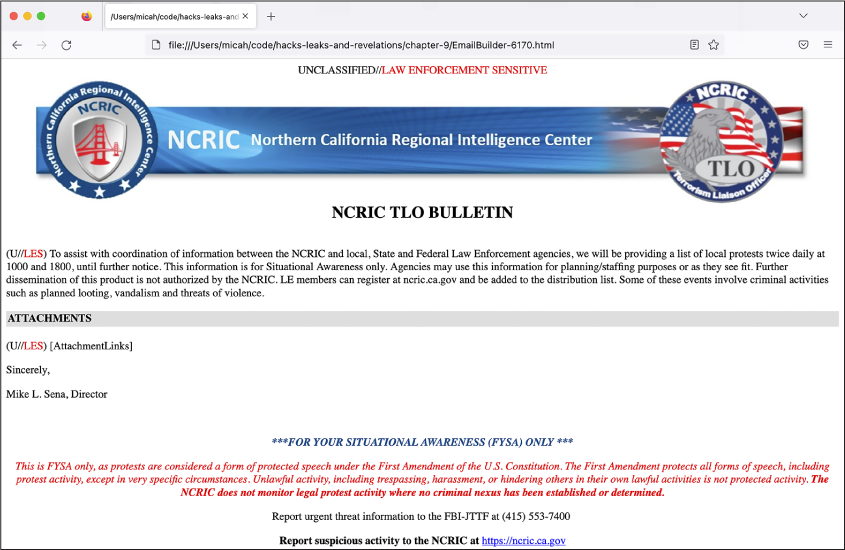 /Users/micah/code/hacks-leaks-and-
file:///Users/micah/code/hacks-leaks-and-revelations/chapter-9/EmailBuilder-6170.html
UNCLASSIFIED//LAW ENFORCEMENT SENSITIVE
Northern California Regional Intelligence Center
NCRIC
NCRIC Northern California Regional Intelligence Center
NCRIC
TLO
Terrorism Liaison Officer
NCRIC TLO BULLETIN
(U//LES) To assist with coordination of information between the NCRIC and local, State and Federal Law Enforcement agencies, we will be providing a list of local protests twice daily at
1000 and 1800, until further notice. This information is for Situational Awareness only. Agencies may use this information for planning/staffing purposes or as they see fit. Further
dissemination of this product is not authorized by the NCRIC. LE members can register at ncric.ca.gov and be added to the distribution list. Some of these events involve criminal activities
such as planned looting, vandalism and threats of violence.
ATTACHMENTS
(U//LES) [AttachmentLinks]
Sincerely,
Mike L. Sena, Director
***FOR YOUR SITUATIONAL AWARENESS (FYSA) ONLY ***
This is FYSA only, as protests are considered a form of protected speech under the First Amendment of the U.S. Constitution. The First Amendment protects all forms of speech, including
protest activity, except in very specific circumstances. Unlawful activity, including trespassing, harassment, or hindering others in their own lawful activities is not protected activity. The
NCRIC does not monitor legal protest activity where no criminal nexus has been established or determined.
Report urgent threat information to the FBI-JTTF at (415) 553-7400
Report suspicious activity to the NCRIC at https://ncric.ca.gov